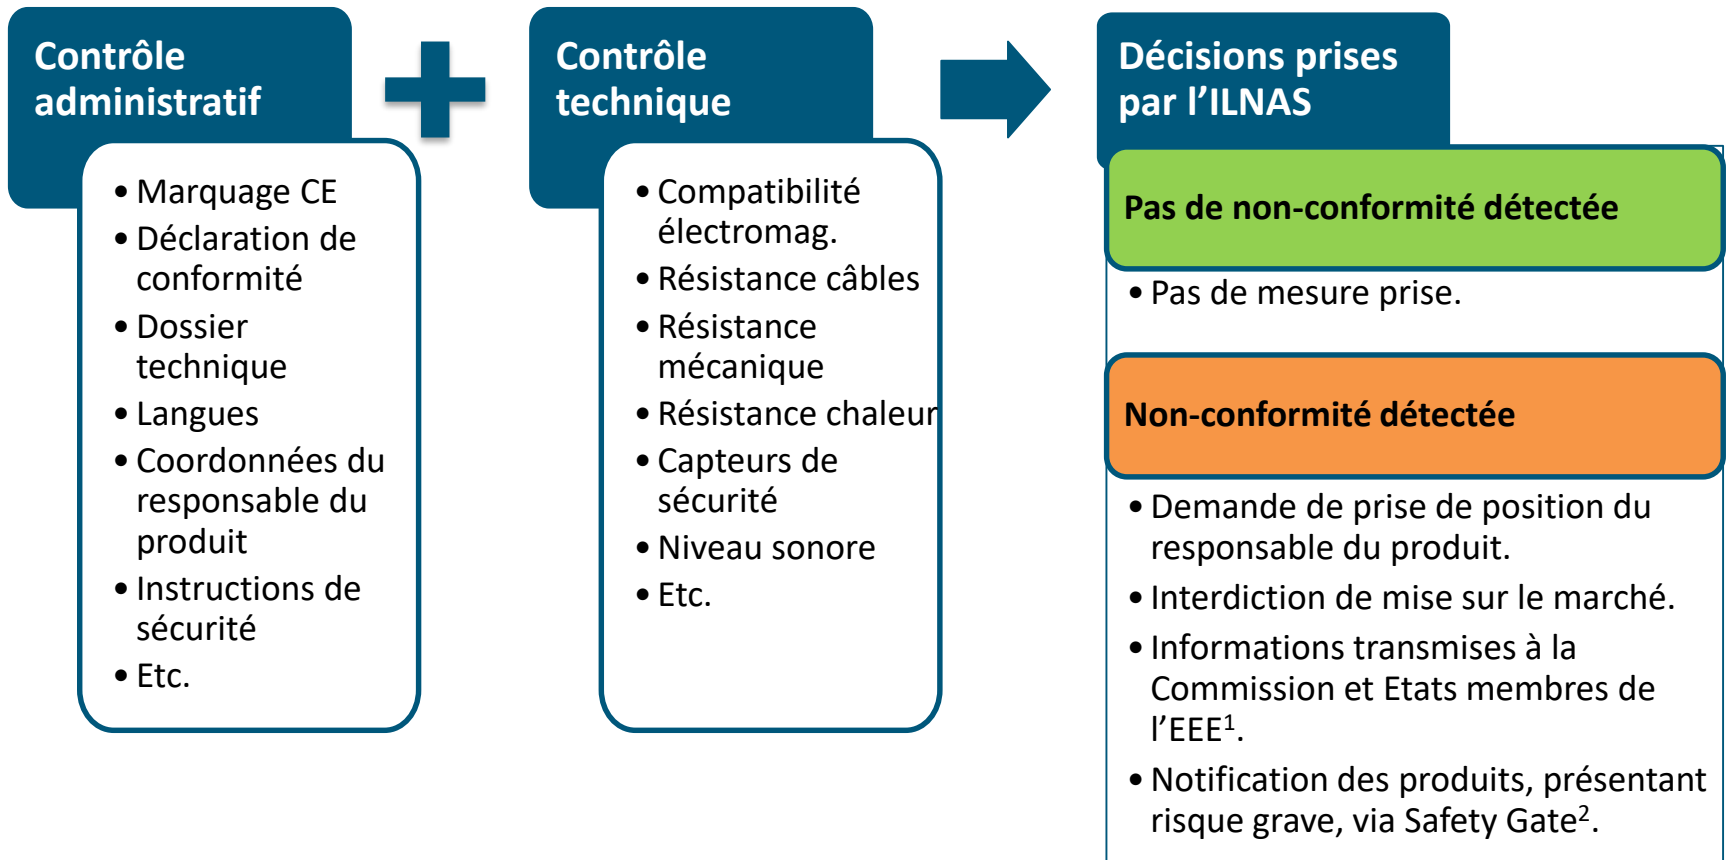 Contrôle
administratif
• Marquage CE
• Déclaration de
conformité
• Dossier
technique
• Langues
• Coordonnées du
responsable du
produit
• Instructions de
sécurité
• Etc.
Contrôle
technique
• Compatibilité
électromag.
• Résistance câbles
• Résistance
mécanique
• Résistance chaleur
• Capteurs de
sécurité
• Niveau sonore
• Etc.
Décisions prises
par l’ILNAS
Pas de non-conformité détectée
• Pas de mesure prise.
Non-conformité détectée
• Demande de prise de position du
responsable du produit.
• Interdiction de mise sur le marché.
• Informations transmises à la
Commission et Etats membres de
l’EEE¹.
• Notification des produits, présentant
risque grave, via Safety Gate².